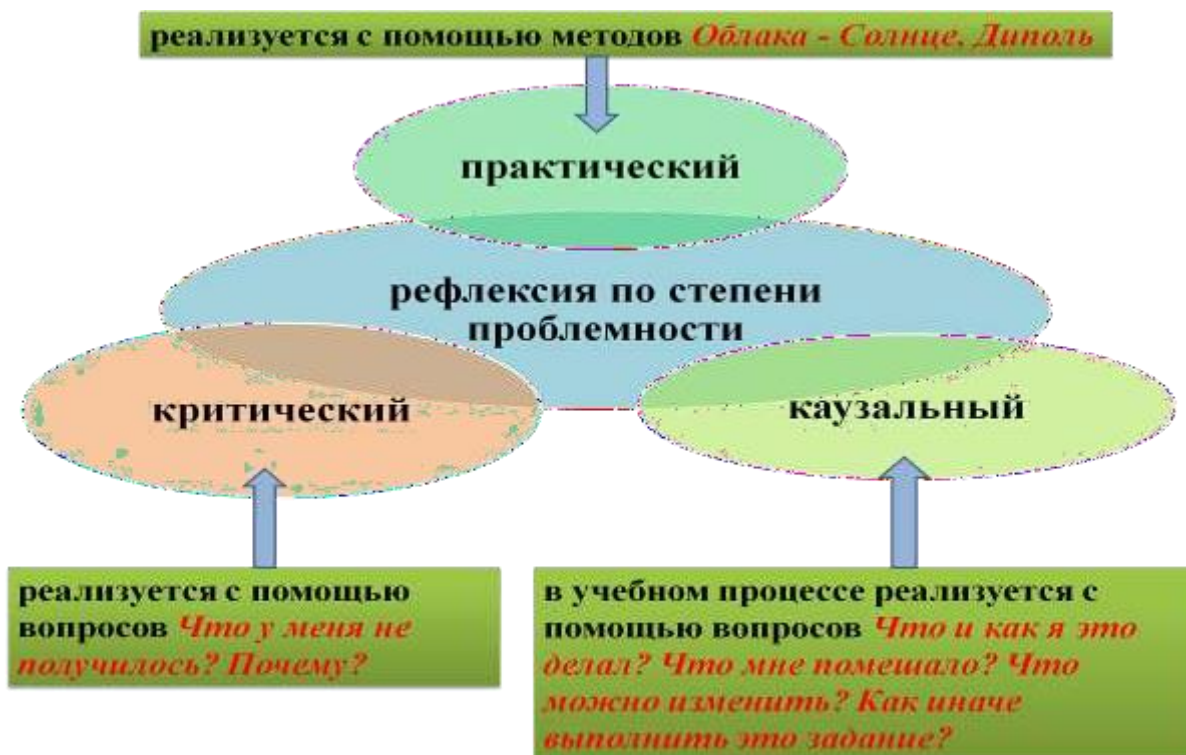 реализуется с помощью методов Облака - Солнце. Диполь
практический
рефлексия по степени
проблемности
критический
каузальный
реализуется с помощью
вопросов Что у меня не
получилось? Почему?
в учебном процессе реализуется с
помощью вопросов Что и как я это
делал? Что мне помешало? Что
можно изменить? Как иначе
выполнить это задание?